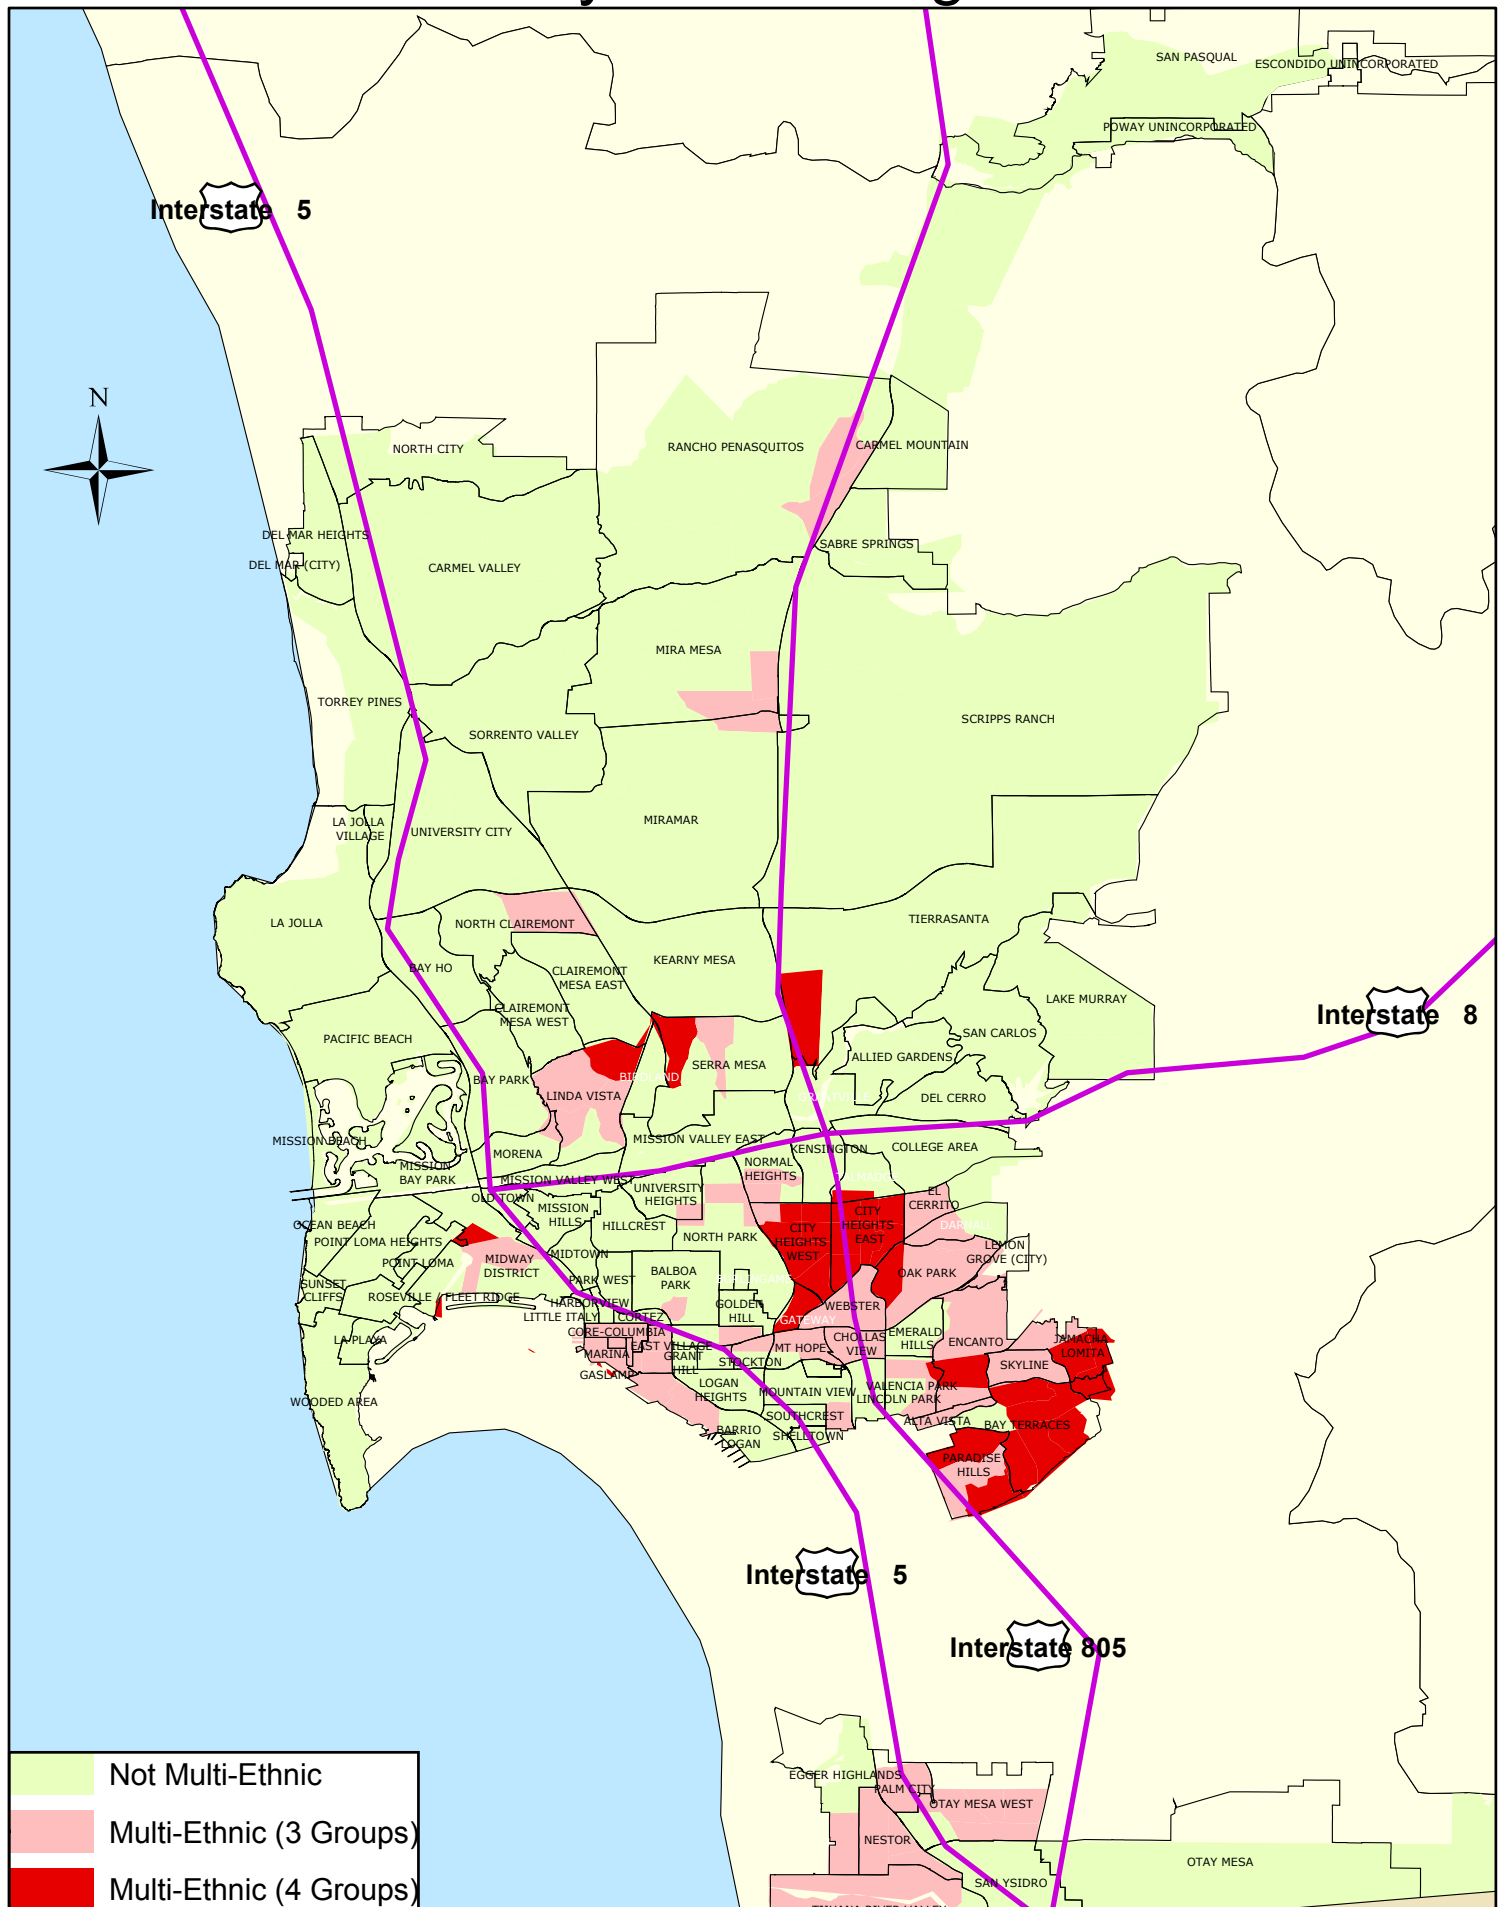 SAN PASQUAL
ESCONDIDO UNINCORPORATED
POWAY UNINCORPORATED
Interstate 5
N
NORTH CITY
RANCHO PENASQUITOS
CARMEL MOUNTAIN
DEL MAR HEIGHTS
SABRE SPRINGS
DEL MAR (CITY)
CARMEL VALLEY
MIRA MESA
TORREY PINES
SCRIPPS RANCH
SORRENTO VALLEY
LA JOLLA
VILLAGE
UNIVERSITY CITY
MIRAMAR
LA JOLLA
NORTH CLAIREMONT
TIERRASANTA
BAY HO
KEARNY MESA
CLAIREMONT
MESA EAST
LAKE MURRAY
CLAIREMONT
MESA WEST
Interstate 8
PACIFIC BEACH
SAN CARLOS
ALLIED GARDENS
BAY PARK
BIRDLAND
SERRA MESA
LINDA VISTA
GRANTVILLE
DEL CERRO
MISSION BEACH
MISSION VALLEY EAST
KENSINGTON
COLLEGE AREA
MORENA
MISSION
BAY PARK
MISSION VALLEY WEST
NORMAL
HEIGHTS
TALMADGE
OLD TOWN
UNIVERSITY
HEIGHTS
EL
CERRITO
OCEAN BEACH
MISSION
HILLS
HILLCREST
CITY
HEIGHTS
WEST
CITY
HEIGHTS
EAST
DARNALL
POINT LOMA HEIGHTS
NORTH PARK
MIDTOWN
LEMON
GROVE (CITY)
POINT LOMA
MIDWAY
DISTRICT
PARK WEST
BALBOA
PARK
BURLINGAME
OAK PARK
SUNSET
CLIFFS
ROSEVILLE / FLEET RIDGE
HARBORVIEW
LITTLE ITALY
CORTEZ
GOLDEN
HILL
WEBSTER
GATEWAY
LA PLAYA
CORE-COLUMBIA
EAST VILLAGE
MARINA
GRANT
HILL
MT HOPE
CHOLLAS
VIEW
EMERALD
HILLS
ENCANTO
JAMACHA
LOMITA
STOCKTON
SKYLINE
GASLAMP
LOGAN
HEIGHTS
MOUNTAIN VIEW
VALENCIA PARK
LINCOLN PARK
WOODED AREA
SOUTHCREST
ALTA VISTA
BAY TERRACES
BARRIO
LOGAN
SHELLTOWN
PARADISE
HILLS
Interstate 5
Interstate 805
EGGER HIGHLANDS
PALM CITY
OTAY MESA WEST
NESTOR
OTAY MESA
SAN YSIDRO
Not Multi-Ethnic
Multi-Ethnic (3 Groups)
Multi-Ethnic (4 Groups)